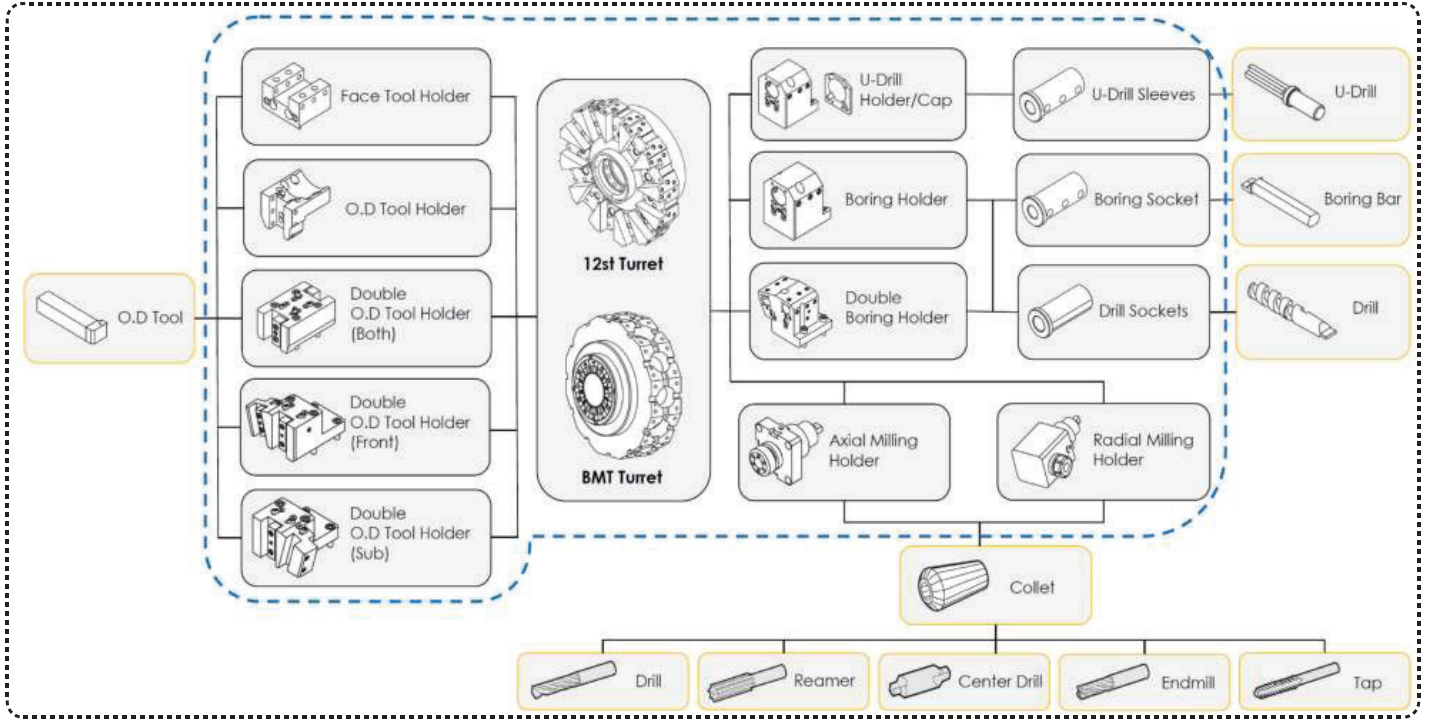 Face Tool Holder
O.D Tool Holder
O.D Tool
Double
O.D Tool Holder
(Both)
Double
O.D Tool Holder
(Front)
Double
O.D Tool Holder
(Sub)
12st Turret
BMT Turret
U-Drill
Holder/Cap
U-Drill Sleeves
U-Drill
Boring Holder
Boring Socket
Boring Bar
Double
Boring Holder
Drill Sockets
Drill
Axial Milling
Holder
Radial Milling
Holder
Collet
Drill
Reamer
Center Drill
Endmill
Tap